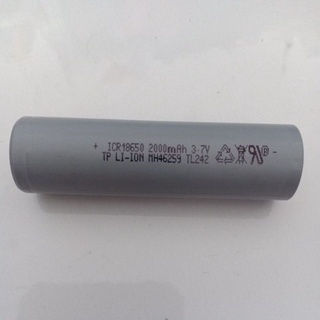 + ICR18650 2000mAh 3.7V
TP LI-ION MH46259 TL242 -